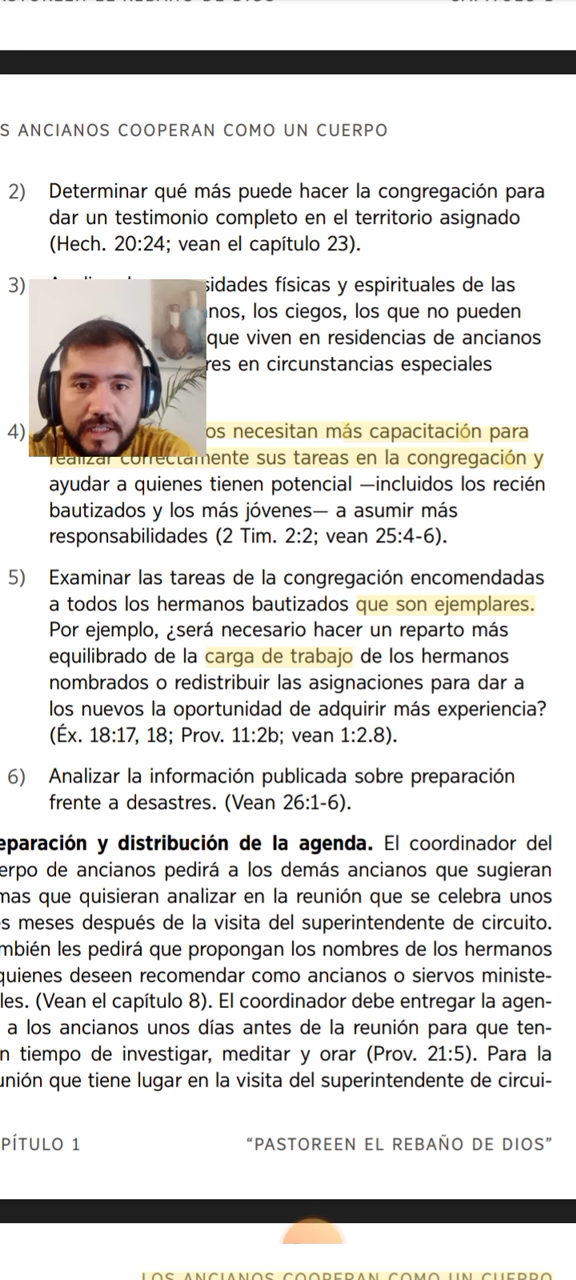 S ANCIANOS COOPERAN COMO UN CUERPO
2) Determinar qué más puede hacer la congregación para
dar un testimonio completo en el territorio asignado
(Hech. 20:24; vean el capítulo 23).
3) sidades físicas y espirituales de las
nos, los ciegos, los que no pueden
que viven en residencias de ancianos
res en circunstancias especiales
4) os necesitan más capacitación para
realizar correctamente sus tareas en la congregación y
ayudar a quienes tienen potencial —incluidos los recién
bautizados y los más jóvenes— a asumir más
responsabilidades (2 Tim. 2:2; vean 25:4-6).
5) Examinar las tareas de la congregación encomendadas
a todos los hermanos bautizados que son ejemplares.
Por ejemplo, ¿será necesario hacer un reparto más
equilibrado de la carga de trabajo de los hermanos
nombrados o redistribuir las asignaciones para dar a
los nuevos la oportunidad de adquirir más experiencia?
(Éx. 18:17, 18; Prov. 11:2b; vean 1:2.8).
6) Analizar la información publicada sobre preparación
frente a desastres. (Vean 26:1-6).
eparación y distribución de la agenda. El coordinador del
erpo de ancianos pedirá a los demás ancianos que sugieran
mas que quisieran analizar en la reunión que se celebra unos
s meses después de la visita del superintendente de circuito.
mbién les pedirá que propongan los nombres de los hermanos
quienes deseen recomendar como ancianos o siervos ministe-
les. (Vean el capítulo 8). El coordinador debe entregar la agen-
a los ancianos unos días antes de la reunión para que ten-
n tiempo de investigar, meditar y orar (Prov. 21:5). Para la
unión que tiene lugar en la visita del superintendente de circui-
PÍTULO 1 “PASTOREEN EL REBAÑO DE DIOS”
LOS ANCIANOS COOPERAN COMO UN CUERPO